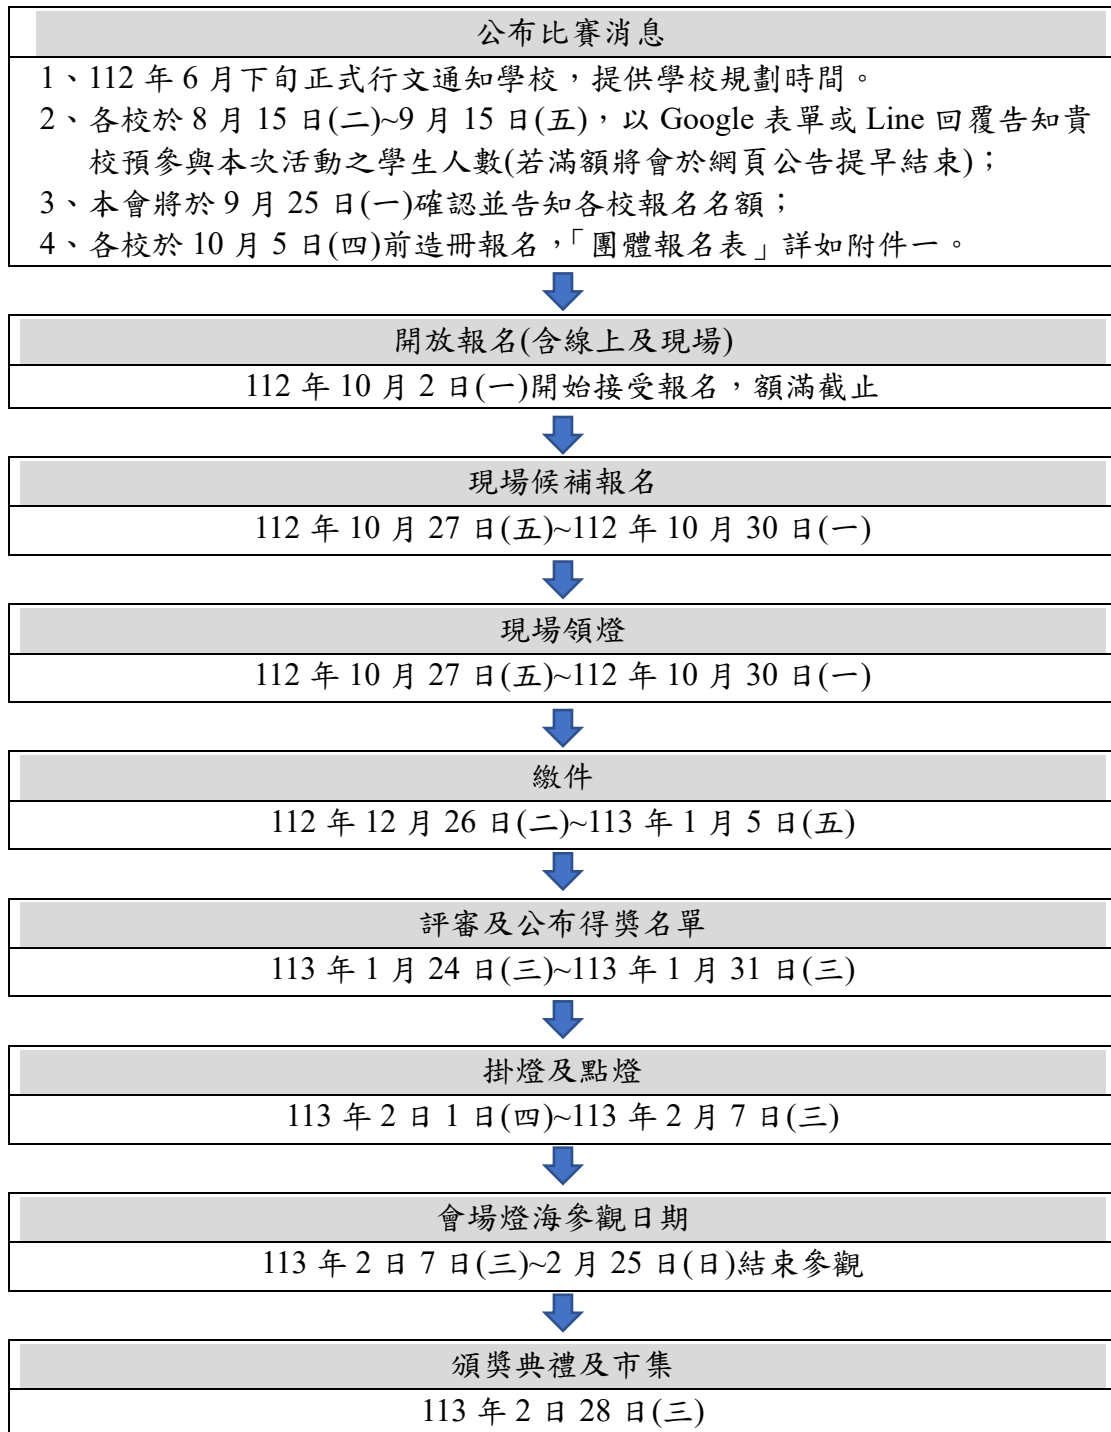 公布比賽消息
1、112 年 6 月下旬正式行文通知學校，提供學校規劃時間。
2、各校於 8 月 15 日(二)~9 月 15 日(五)，以 Google 表單或 Line 回覆告知貴
校預參與本次活動之學生人數(若滿額將會於網頁公告提早結束)；
3、本會將於 9 月 25 日(一)確認並告知各校報名名額；
4、各校於 10 月 5 日(四)前造冊報名，「團體報名表」詳如附件一。
開放報名(含線上及現場)
112 年 10 月 2 日(一)開始接受報名，額滿截止
現場候補報名
112 年 10 月 27 日(五)~112 年 10 月 30 日(一)
現場領燈
112 年 10 月 27 日(五)~112 年 10 月 30 日(一)
繳件
112 年 12 月 26 日(二)~113 年 1 月 5 日(五)
評審及公布得獎名單
113 年 1 月 24 日(三)~113 年 1 月 31 日(三)
掛燈及點燈
113 年 2 日 1 日(四)~113 年 2 月 7 日(三)
會場燈海參觀日期
113 年 2 日 7 日(三)~2 月 25 日(日)結束參觀
頒獎典禮及市集
113 年 2 日 28 日(三)